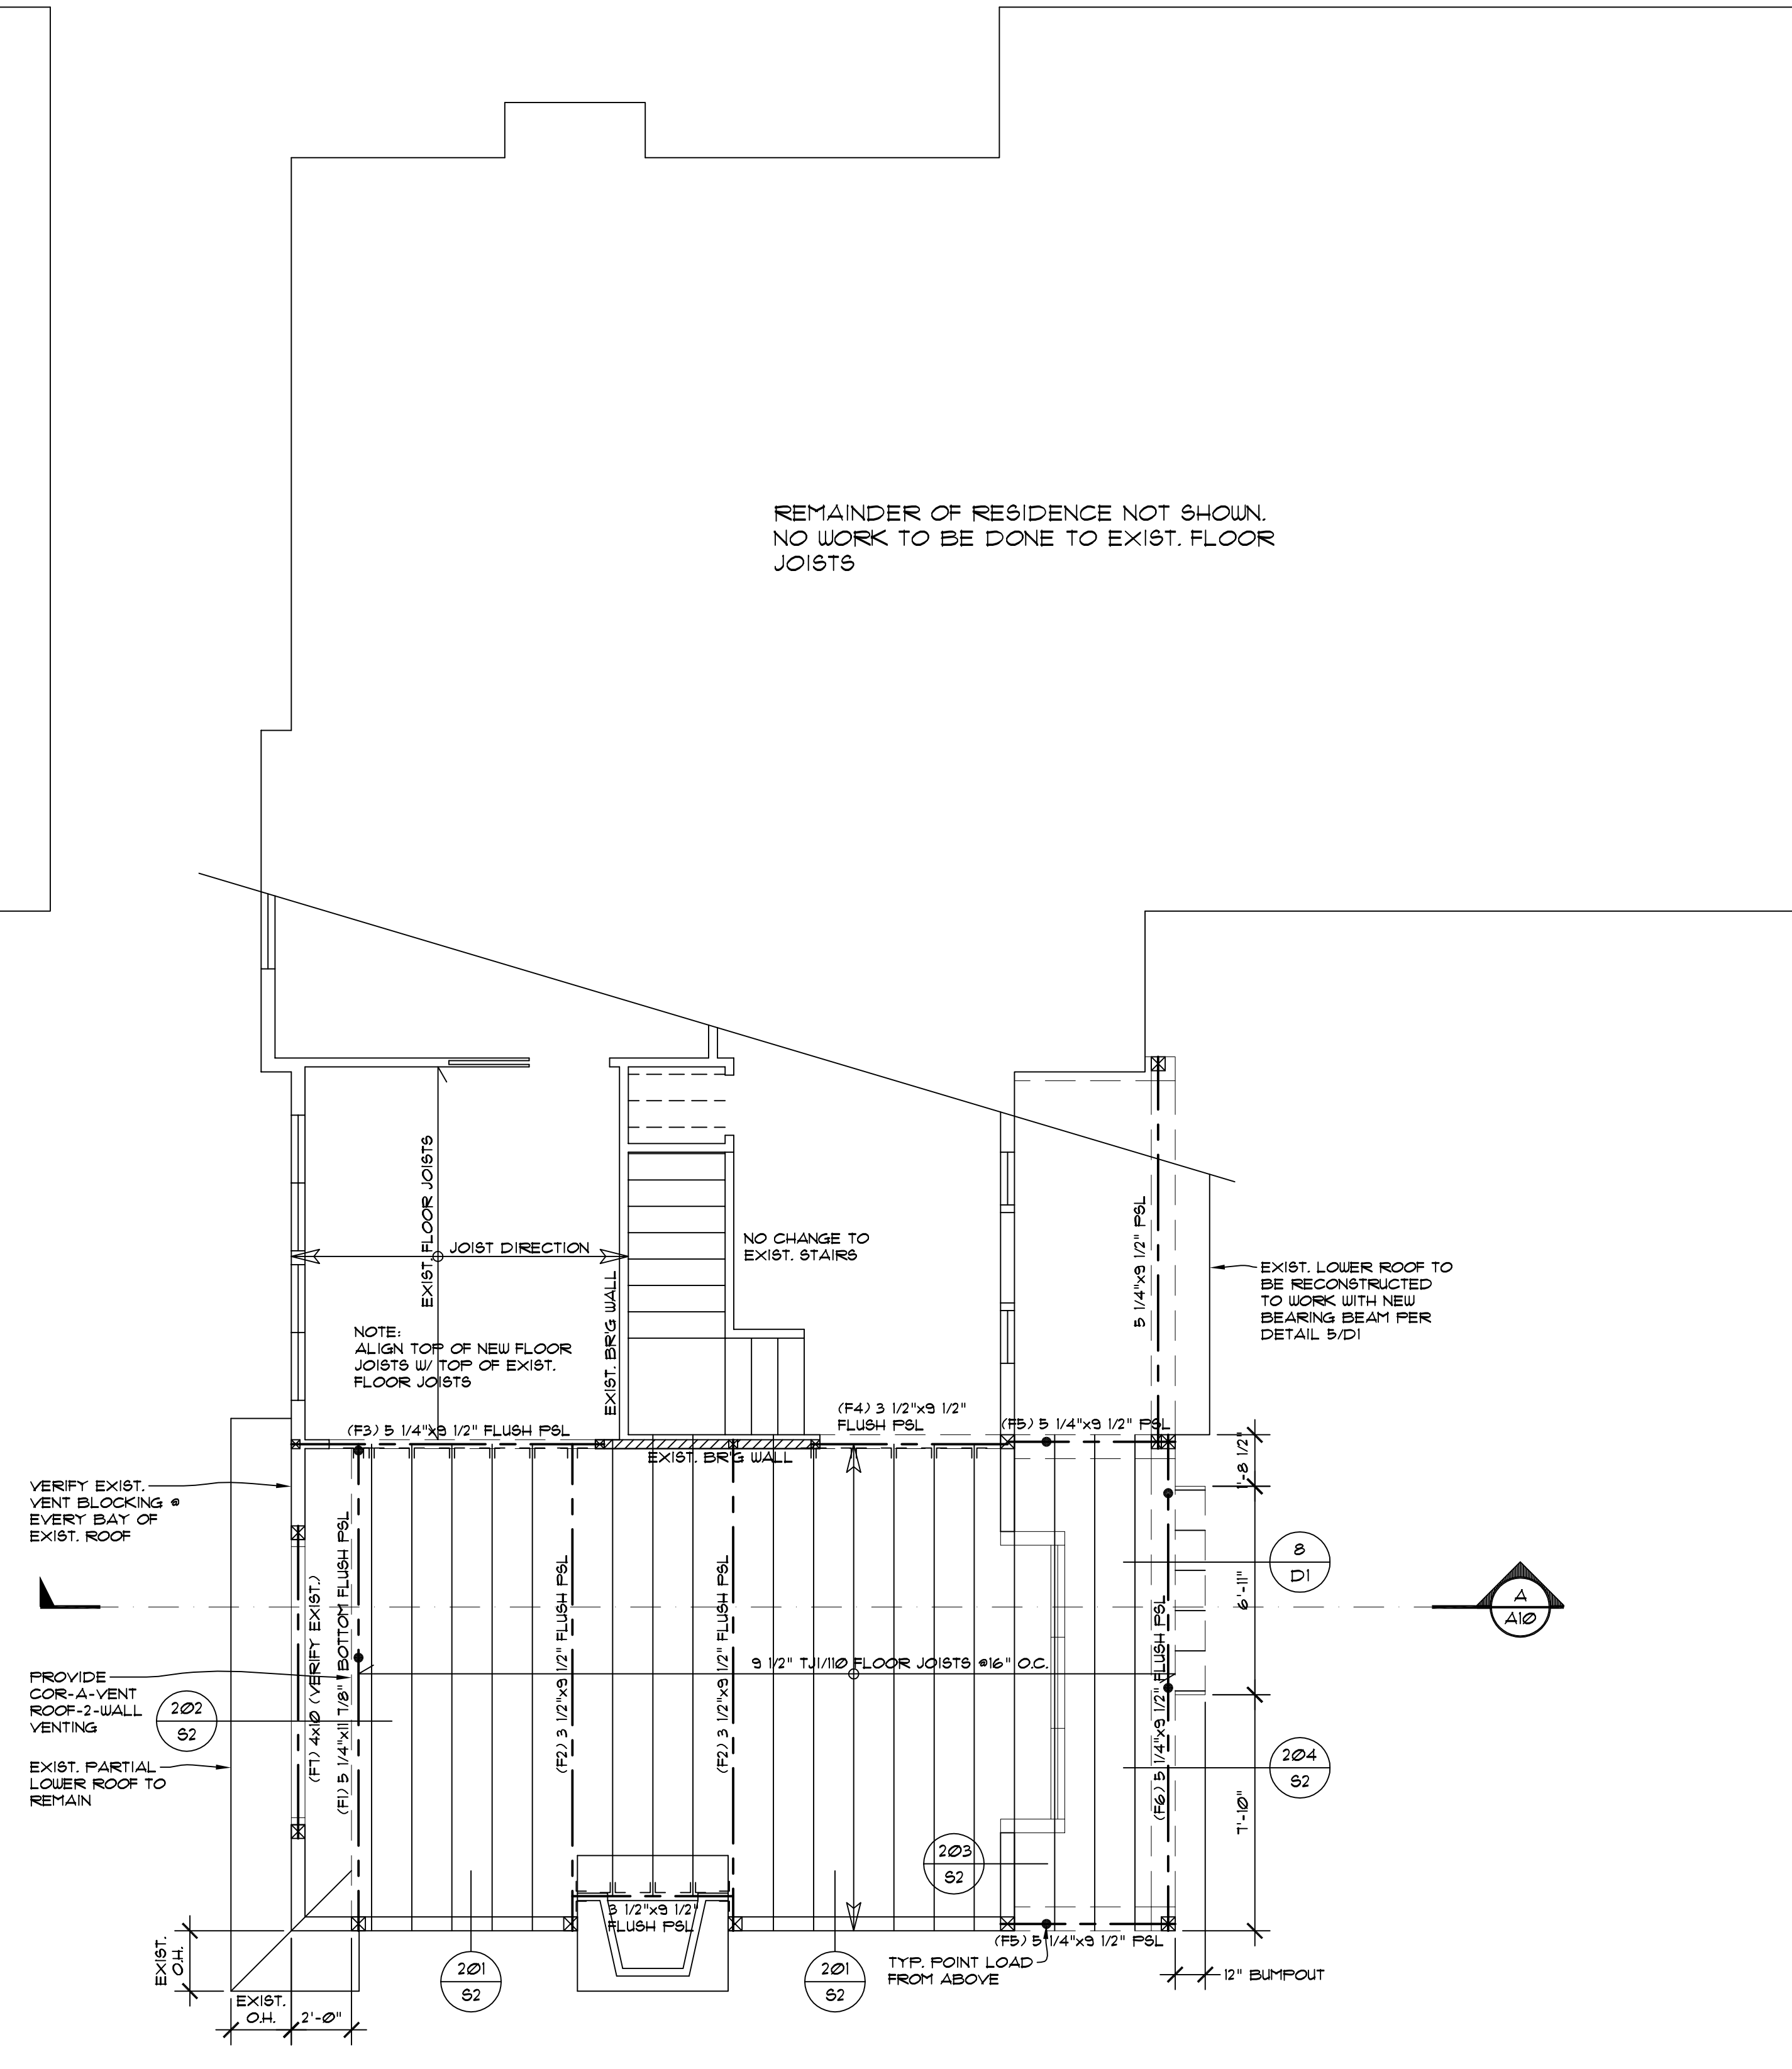 REMAINDER OF RESIDENCE NOT SHOWN.
NO WORK TO BE DONE TO EXIST. FLOOR
JOISTS
EXIST. FLOOR JOISTS
JOIST DIRECTION
NO CHANGE TO
EXIST. STAIRS
EXIST. BR'G WALL
5 1/4"x9 1/2" PSL
EXIST. LOWER ROOF TO
BE RECONSTRUCTED
TO WORK WITH NEW
BEARING BEAM PER
DETAIL 5/D1
NOTE:
ALIGN TOP OF NEW FLOOR
JOISTS W/ TOP OF EXIST.
FLOOR JOISTS
(F3) 5 1/4"x9 1/2" FLUSH PSL
(F4) 3 1/2"x9 1/2"
FLUSH PSL
(F5) 5 1/4"x9 1/2" PSL
EXIST. BR'G WALL
VERIFY EXIST.
VENT BLOCKING @
EVERY BAY OF
EXIST. ROOF
1'-8 1/2"
8
D1
6'-11"
A
A10
(F7) 4x10 (VERIFY EXIST.)
(F1) 5 1/4"x11 7/8" BOTTOM FLUSH PSL
(F2) 3 1/2"x9 1/2" FLUSH PSL
(F2) 3 1/2"x9 1/2" FLUSH PSL
9 1/2" TJI/110 FLOOR JOISTS @16" O.C.
(F6) 5 1/4"x9 1/2" FLUSH PSL
PROVIDE
COR-A-VENT
ROOF-2-WALL
VENTING
202
S2
EXIST. PARTIAL
LOWER ROOF TO
REMAIN
204
S2
7'-10"
203
S2
3 1/2"x9 1/2"
FLUSH PSL
(F5) 5 1/4"x9 1/2" PSL
TYP. POINT LOAD
FROM ABOVE
201
S2
201
S2
12" BUMPOUT
EXIST.
O.H.
EXIST.
O.H.
2'-0"